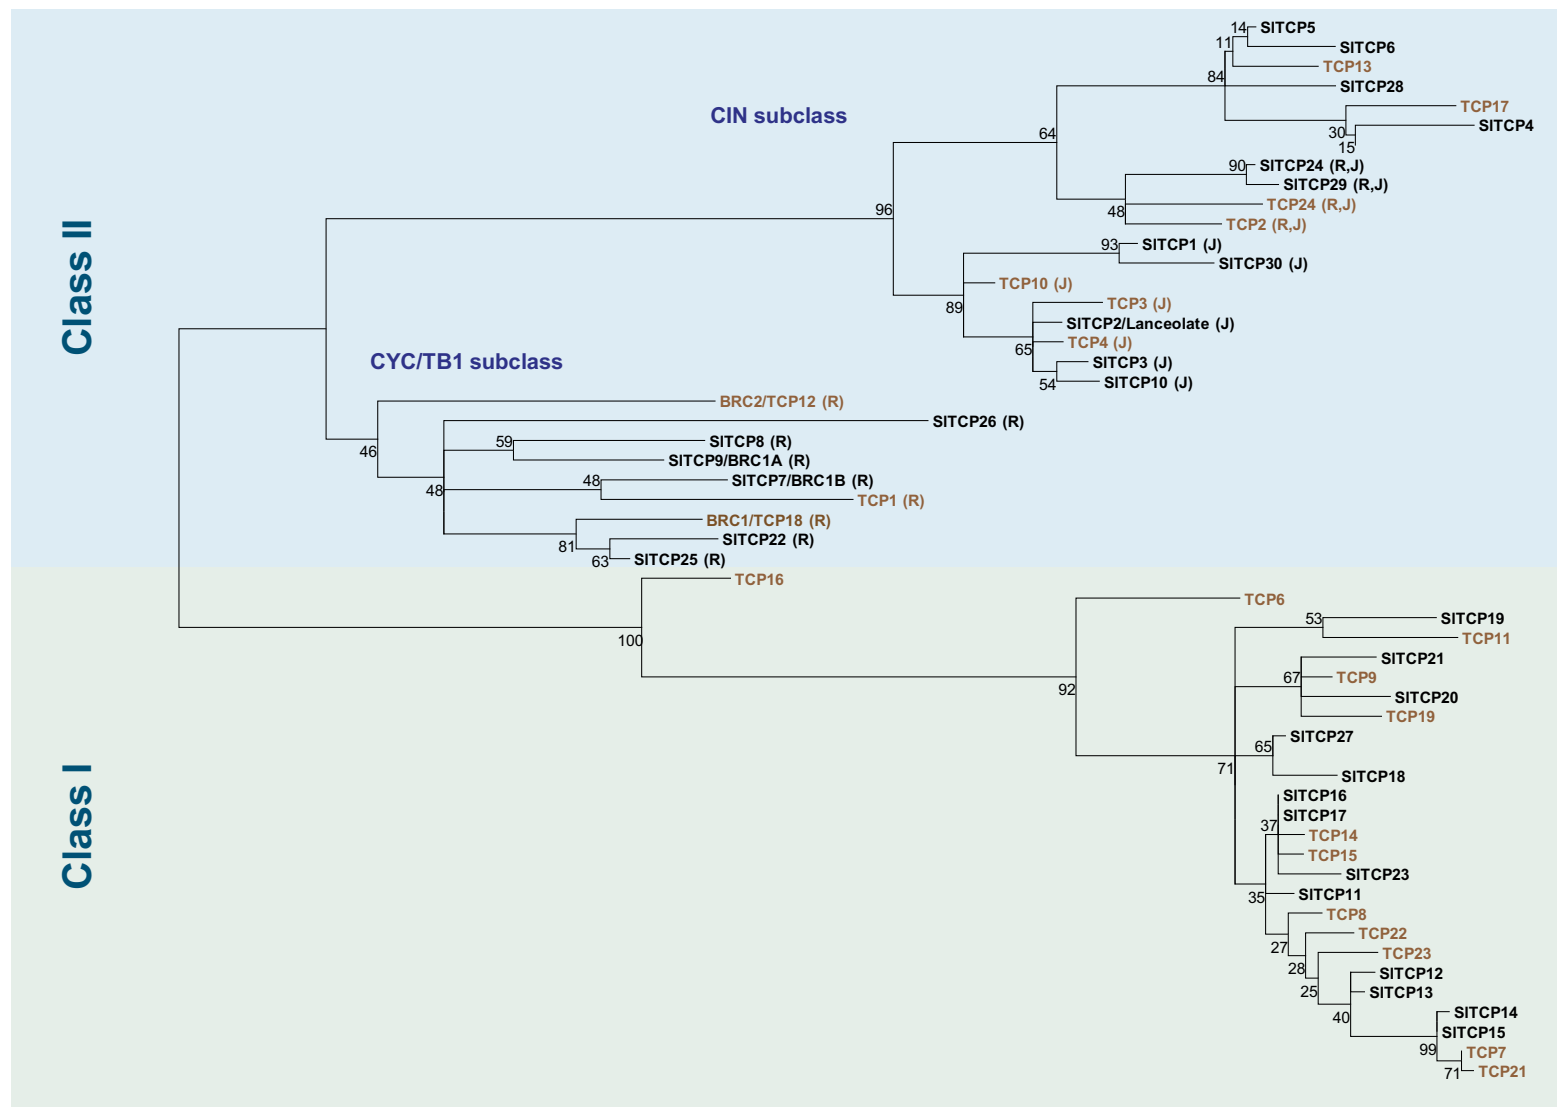 14
SlTCP5
11
SlTCP6
TCP13
84
SlTCP28
TCP17
CIN subclass
30
SlTCP4
64
15
90
SlTCP24 (R,J)
SlTCP29 (R,J)
TCP24 (R,J)
96
48
TCP2 (R,J)
Class II
93
SlTCP1 (J)
SlTCP30 (J)
TCP10 (J)
89
TCP3 (J)
SlTCP2/Lanceolate (J)
TCP4 (J)
65
CYC/TB1 subclass
SlTCP3 (J)
54
SlTCP10 (J)
BRC2/TCP12 (R)
SlTCP26 (R)
46
59
SlTCP8 (R)
SlTCP9/BRC1A (R)
48
SlTCP7/BRC1B (R)
48
TCP1 (R)
BRC1/TCP18 (R)
81
SlTCP22 (R)
63
SlTCP25 (R)
TCP16
TCP6
53
SlTCP19
100
TCP11
SlTCP21
67
TCP9
92
SlTCP20
TCP19
SlTCP27
65
71
SlTCP18
Class I
SlTCP16
SlTCP17
37
TCP14
TCP15
SlTCP23
35
SlTCP11
TCP8
TCP22
27
TCP23
28
SlTCP12
25
SlTCP13
40
SlTCP14
SlTCP15
99
TCP7
71
TCP21